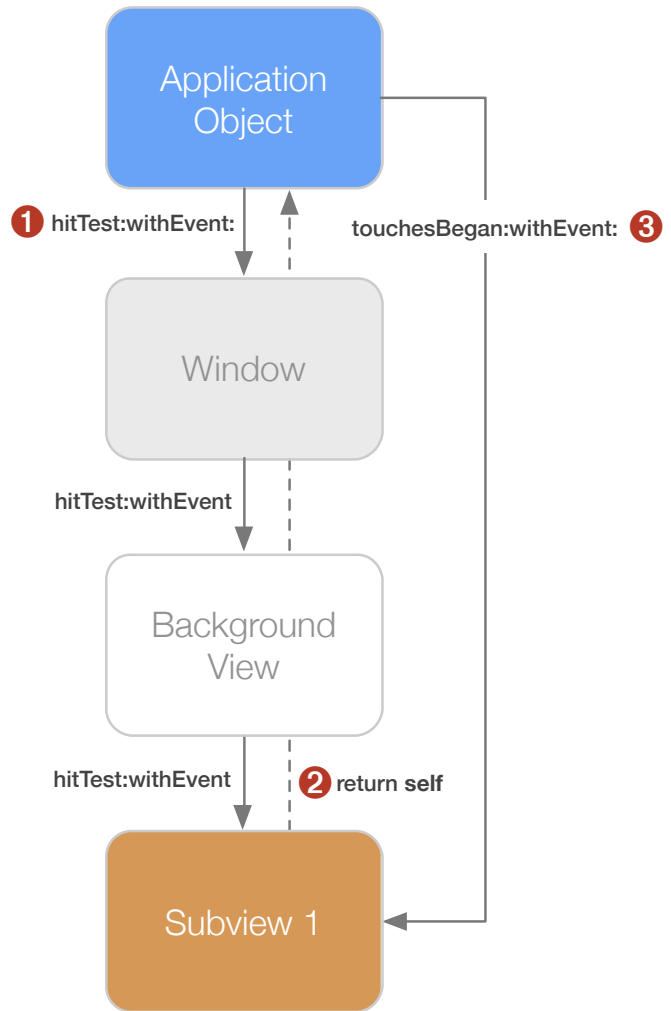 Application
Object
1 hitTest:withEvent:
touchesBegan:withEvent: 3
Window
hitTest:withEvent
Background
View
hitTest:withEvent
2 return self
Subview 1